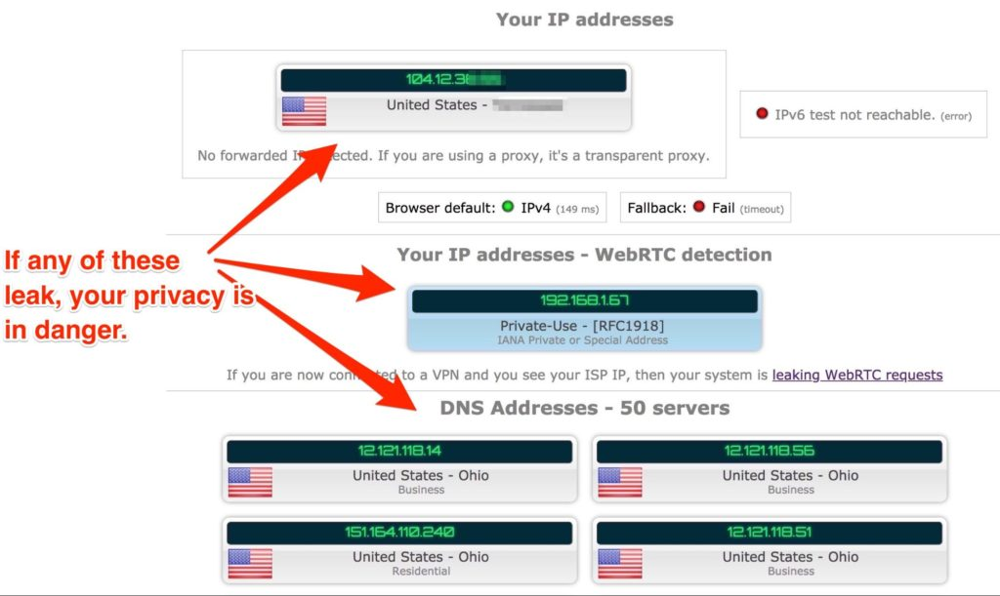 Your IP addresses
104.12.3
United States -
No forwarded IP detected. If you are using a proxy, it's a transparent proxy.
IPv6 test not reachable. (error)
Browser default: IPv4 (149 ms)
Fallback: Fail (timeout)
If any of these
leak, your privacy is
in danger.
Your IP addresses - WebRTC detection
192.168.1.67
Private-Use - [RFC1918]
IANA Private or Special Address
If you are now connected to a VPN and you see your ISP IP, then your system is leaking WebRTC requests
DNS Addresses - 50 servers
12.121.118.14
United States - Ohio
Business
12.121.118.56
United States - Ohio
Business
151.164.110.240
United States - Ohio
Residential
12.121.118.51
United States - Ohio
Business